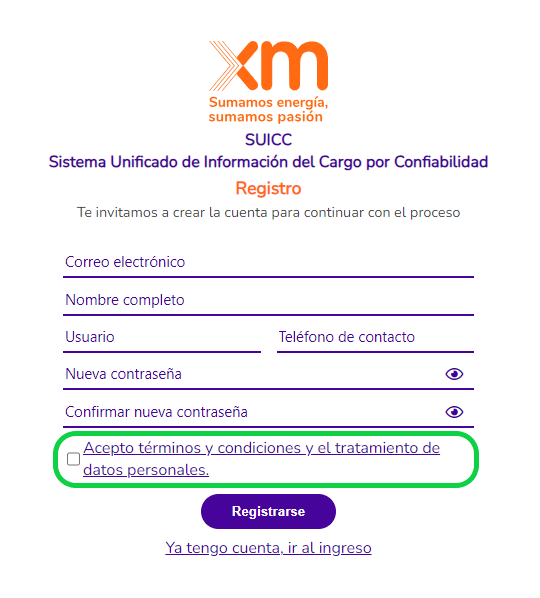 xm
Sumamos energía,
sumamos pasión
SUICC
Sistema Unificado de Información del Cargo por Confiabilidad
Registro
Te invitamos a crear la cuenta para continuar con el proceso
Correo electrónico
Nombre completo
Usuario
Teléfono de contacto
Nueva contraseña
Confirmar nueva contraseña
Acepto términos y condiciones y el tratamiento de
datos personales.
Registrarse
Ya tengo cuenta, ir al ingreso